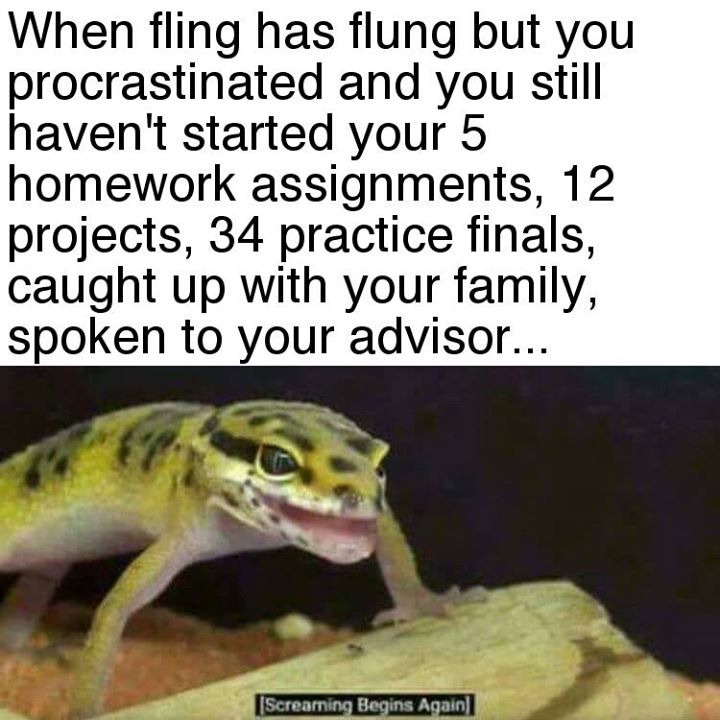 When fling has flung but you
procrastinated and you still
haven't started your 5
homework assignments, 12
projects, 34 practice finals,
caught up with your family,
spoken to your advisor...
[Screaming Begins Again]